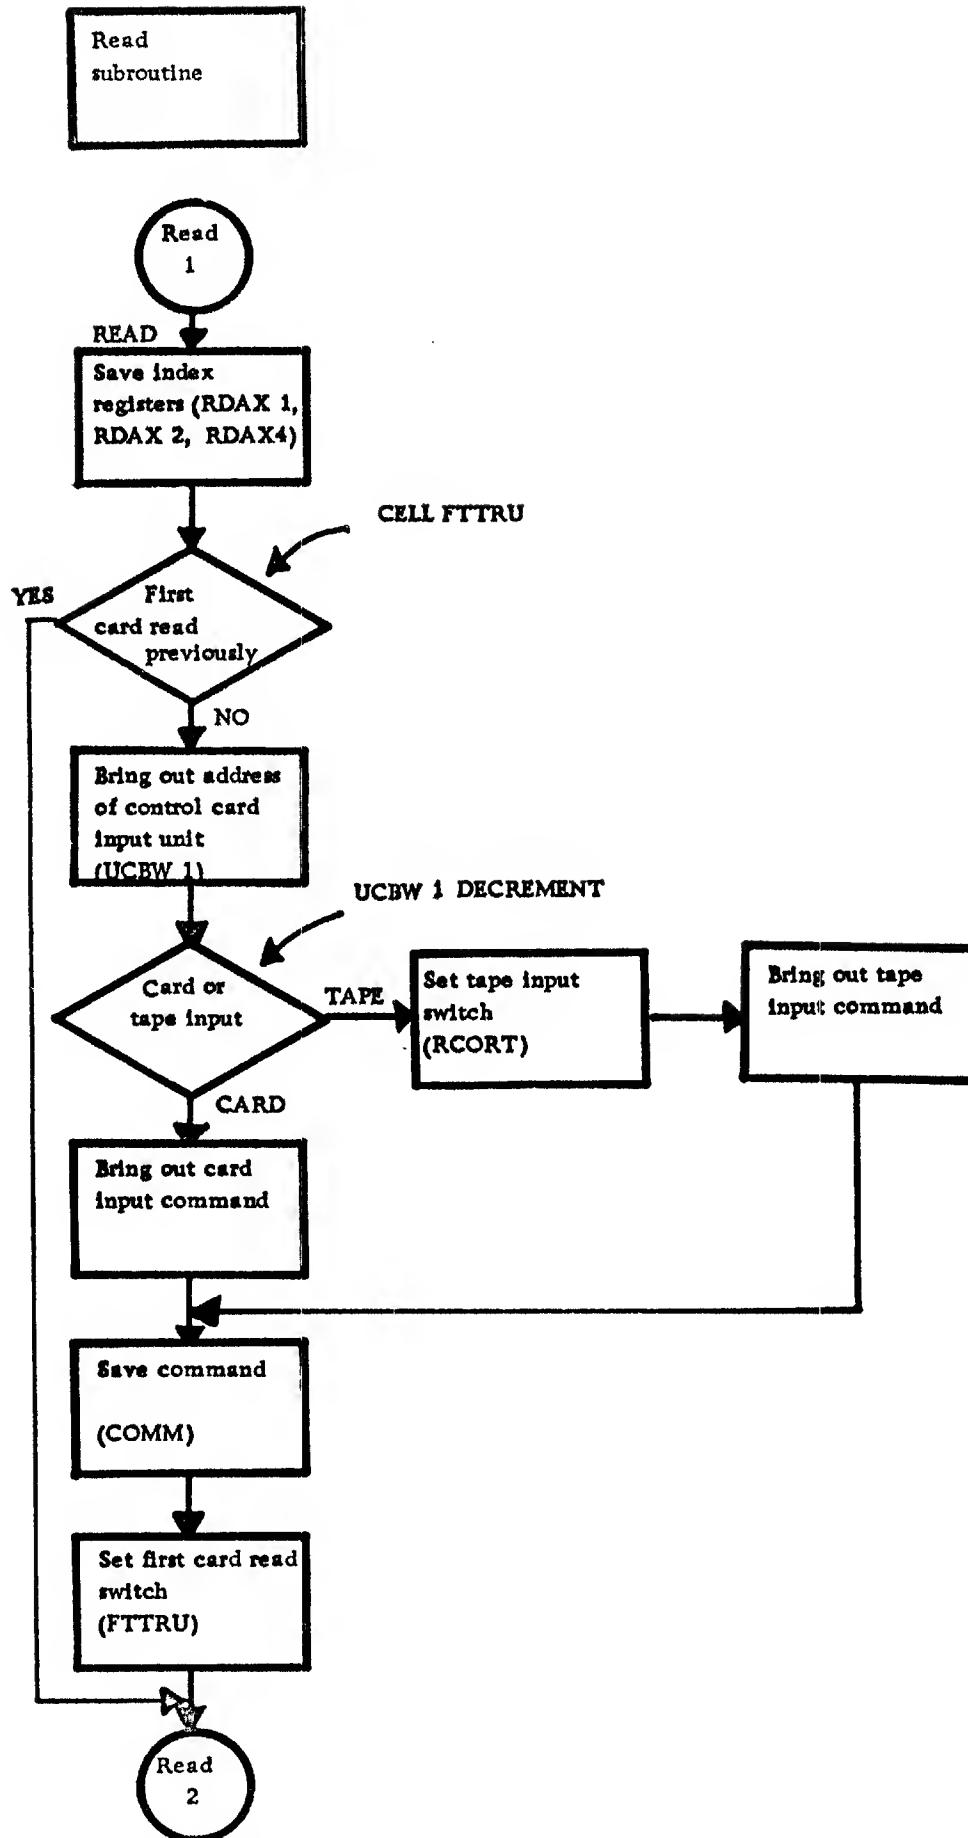 Read
subroutine
Read
1
READ
Save index
registers (RDAX 1,
RDAX 2, RDAX4)
CELL FTTRU
YES
First
card read
previously
NO
Bring out address
of control card
input unit
(UCBW 1)
UCBW 1 DECREMENT
Card or
tape input
TAPE
Set tape input
switch
(RCORT)
Bring out tape
input command
CARD
Bring out card
input command
Save command
(COMM)
Set first card read
switch
(FTTRU)
Read
2